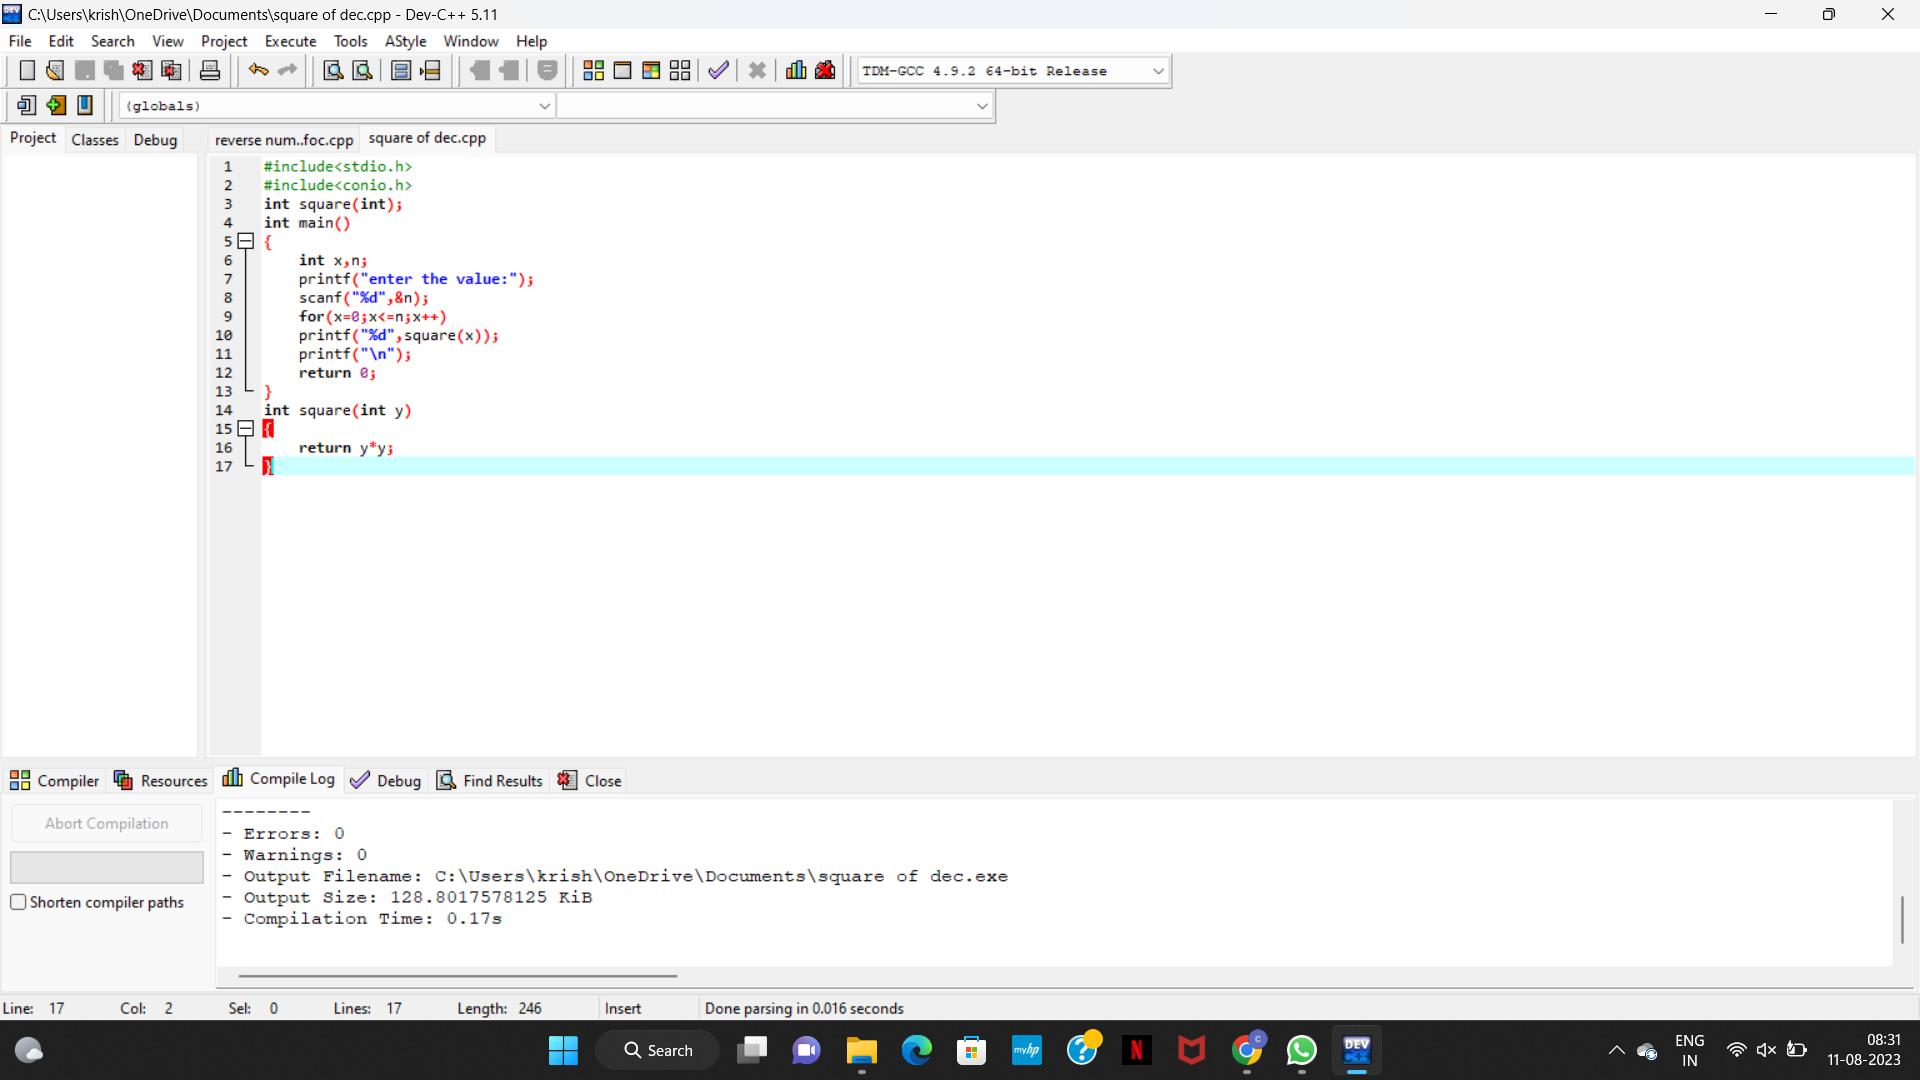 C:\Users\krish\OneDrive\Documents\square of dec.cpp - Dev-C++ 5.11
File Edit Search View Project Execute Tools AStyle Window Help
TDM-GCC 4.9.2 64-bit Release
(globals)
Project Classes Debug reverse num..foc.cpp square of dec.cpp
1 #include<stdio.h>
2 #include<conio.h>
3 int square(int);
4 int main()
5 {
6 int x,n;
7 printf("enter the value:");
8 scanf("%d",&n);
9 for(x=0;x<=n;x++)
10 printf("%d",square(x));
11 printf("\n");
12 return 0;
13 }
14 int square(int y)
15 {
16 return y*y;
17 }
Compiler Resources Compile Log Debug Find Results Close
Abort Compilation
Shorten compiler paths
--------
- Errors: 0
- Warnings: 0
- Output Filename: C:\Users\krish\OneDrive\Documents\square of dec.exe
- Output Size: 128.8017578125 KiB
- Compilation Time: 0.17s
Line: 17 Col: 2 Sel: 0 Lines: 17 Length: 246 Insert Done parsing in 0.016 seconds
Search
myhp
N
C
DEV
C++
ENG
IN
08:31
11-08-2023